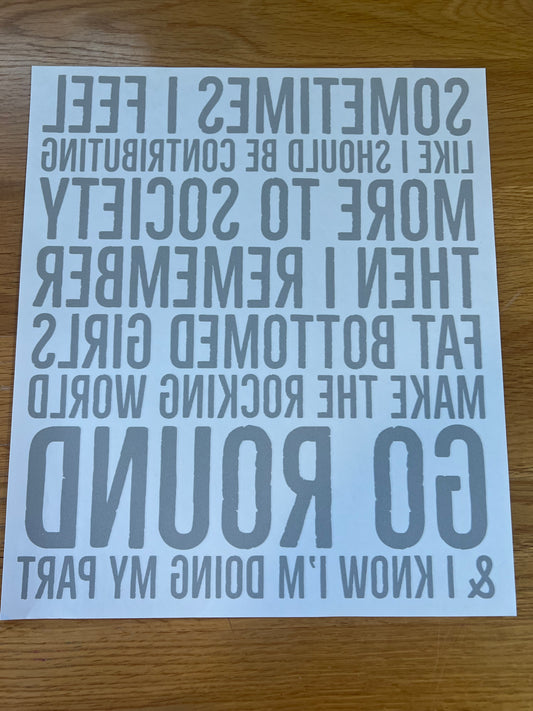 SOMETIMES I FEEL
LIKE I SHOULD BE CONTRIBUTING
MORE TO SOCIETY
THEN I REMEMBER
FAT BOTTOMED GIRLS
MAKE THE ROCKING WORLD
GO ROUND
& I KNOW I'M DOING MY PART